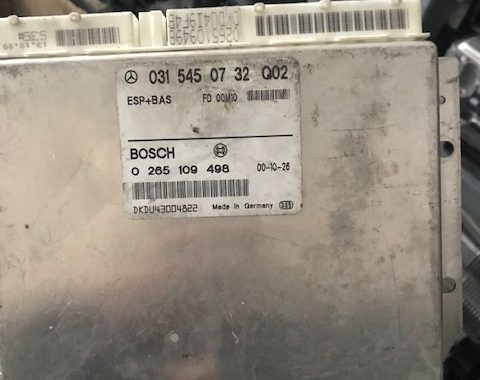 031 545 07 32 Q02
ESP+BAS FD 00M10
BOSCH
0 265 109 498 00-10-26
DKDU43004822 Made in Germany